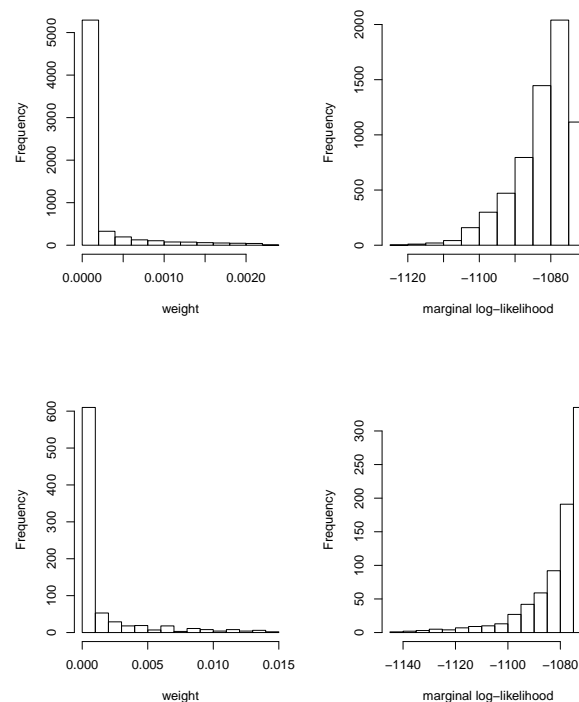 Frequency
0 1000 2000 3000 4000 5000
0.0000 0.0010 0.0020
weight
Frequency
0 500 1000 1500 2000
−1120 −1100 −1080
marginal log−likelihood
Frequency
0 100 200 300 400 500 600
0.000 0.005 0.010 0.015
weight
Frequency
0 50 100 150 200 250 300
−1140 −1120 −1100 −1080
marginal log−likelihood